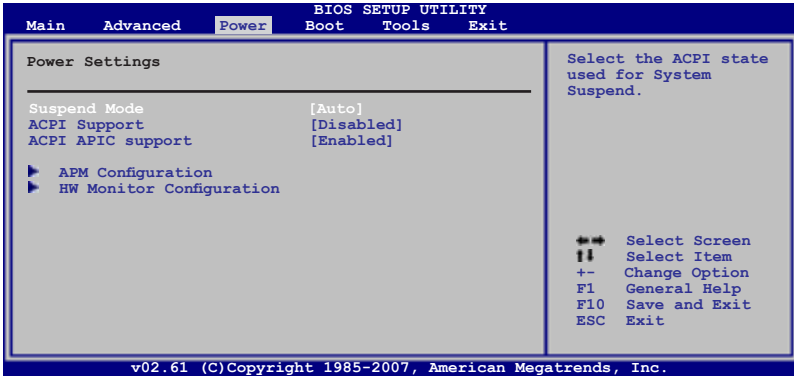 BIOS SETUP UTILITY
Main Advanced Power Boot Tools Exit
Power Settings
Suspend Mode [Auto]
ACPI Support [Disabled]
ACPI APIC support [Enabled]
APM Configuration
HW Monitor Configuration
Select the ACPI state
used for System
Suspend.
Select Screen
Select Item
+- Change Option
F1 General Help
F10 Save and Exit
ESC Exit
v02.61 (C)Copyright 1985-2007, American Megatrends, Inc.